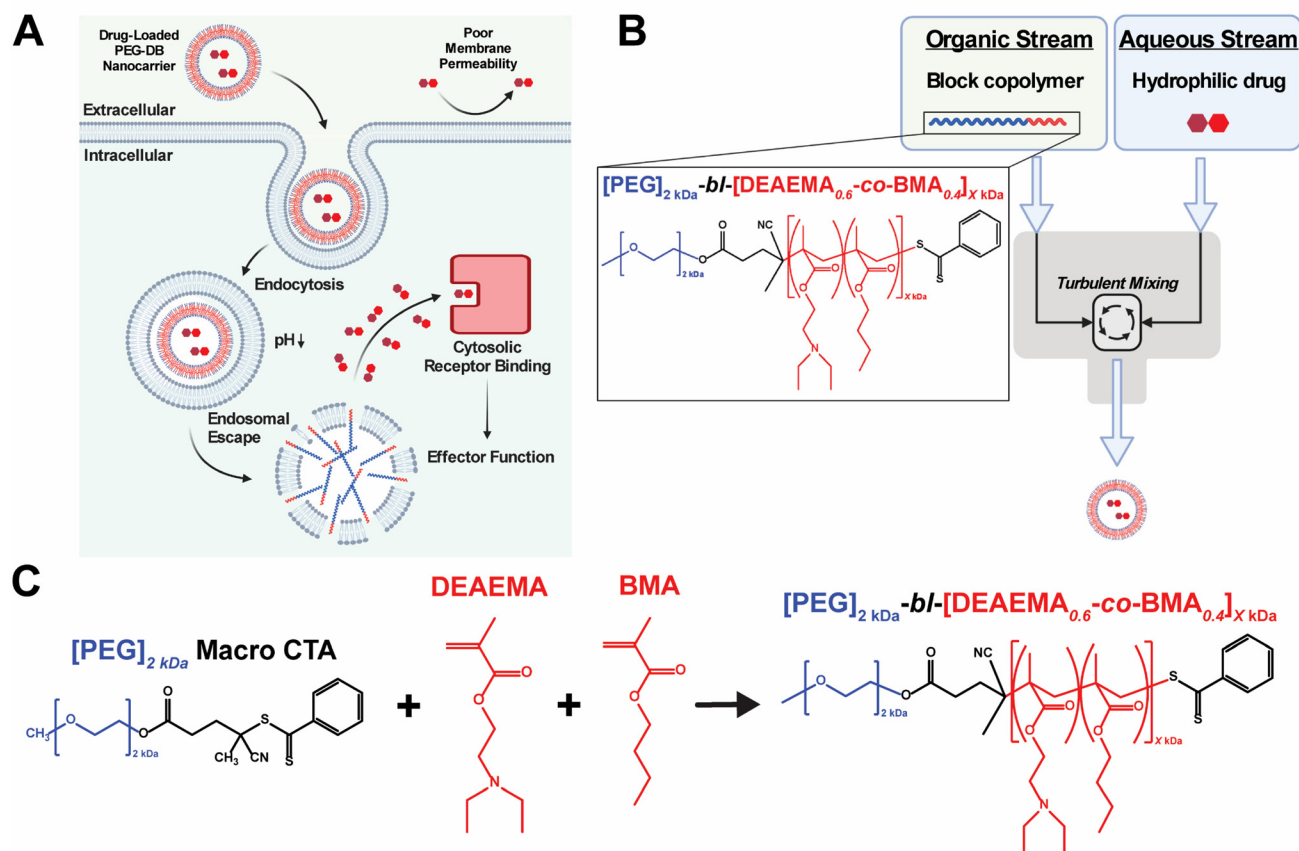 A
Drug-Loaded
PEG-DB
Nanocarrier
Poor
Membrane
Permeability
Extracellular
Intracellular
Endocytosis
pH↓
Cytosolic
Receptor Binding
Endosomal
Escape
Effector Function
B
Organic Stream
Block copolymer
Aqueous Stream
Hydrophilic drug
[PEG]2 kDa-bl-[DEAEMA0.6-co-BMA0.4]X kDa
O
2 kDa
O
O
NC
S
S
O
O
O
O
X kDa
N
Turbulent Mixing
C
[PEG]2 kDa Macro CTA
CH3
O
2 kDa
O
O
S
S
CH3
CN
+
DEAEMA
O
O
N
+
BMA
O
O
[PEG]2 kDa-bl-[DEAEMA0.6-co-BMA0.4]X kDa
O
2 kDa
O
O
NC
S
S
O
O
O
O
X kDa
N